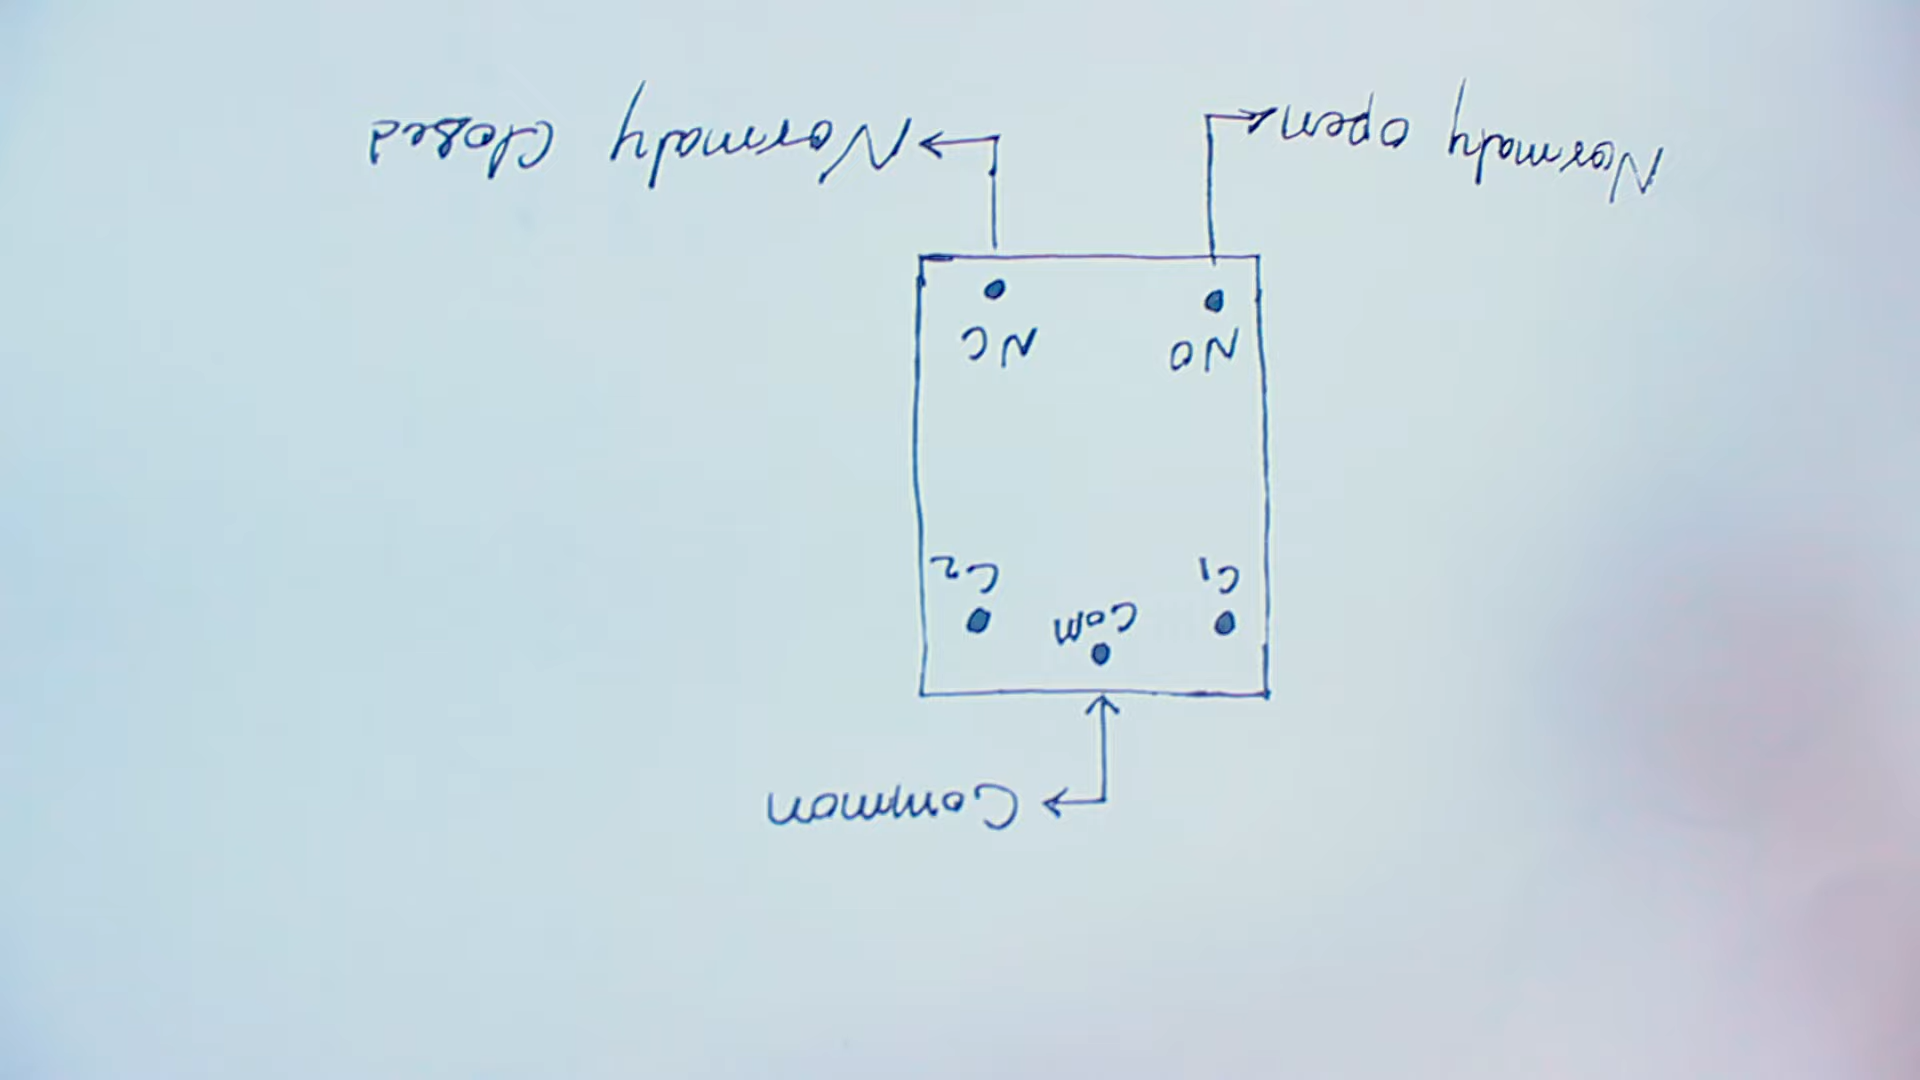 Common
C1
COM
C2
NO
NC
Normally open
Normally Closed